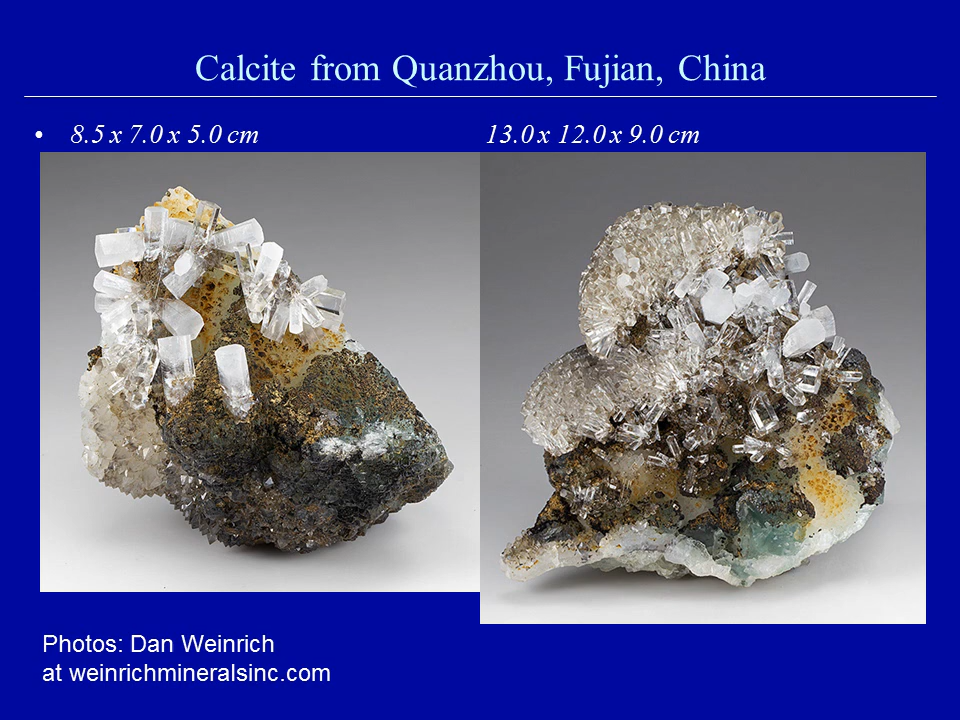 Calcite from Quanzhou, Fujian, China
• 8.5 x 7.0 x 5.0 cm 13.0 x 12.0 x 9.0 cm
Photos: Dan Weinrich
at weinrichmineralsinc.com